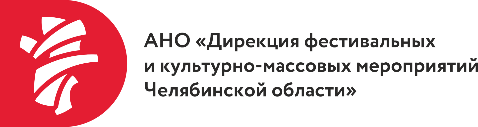 АНО «Дирекция фестивальных
и культурно-массовых мероприятий
Челябинской области»